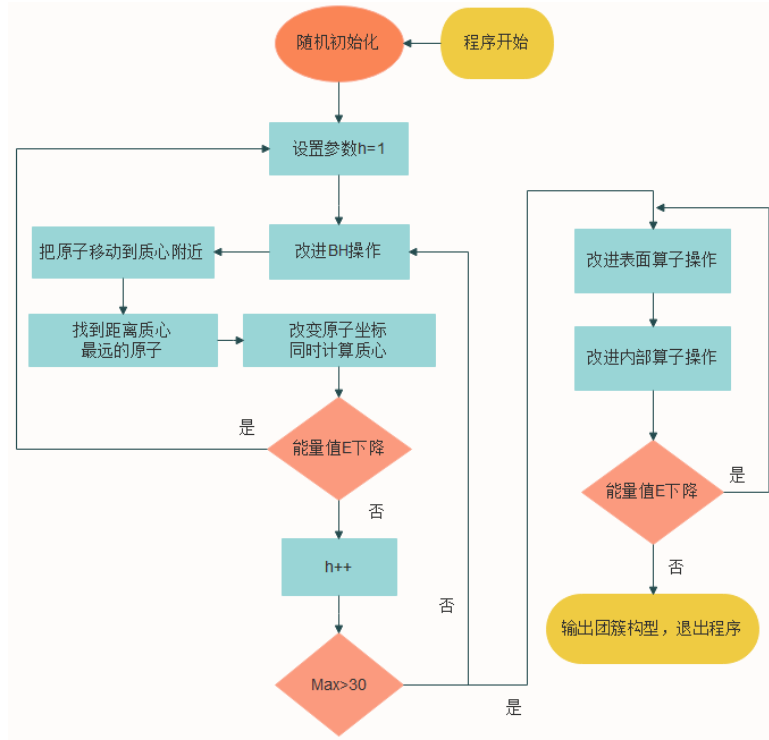 随机初始化
程序开始
设置参数h=1
把原子移动到质心附近
改进BH操作
找到距离质心
最远的原子
改变原子坐标
同时计算质心
是
能量值E下降
否
h++
否
Max>30
是
改进表面算子操作
改进内部算子操作
能量值E下降
是
否
输出团簇构型，退出程序